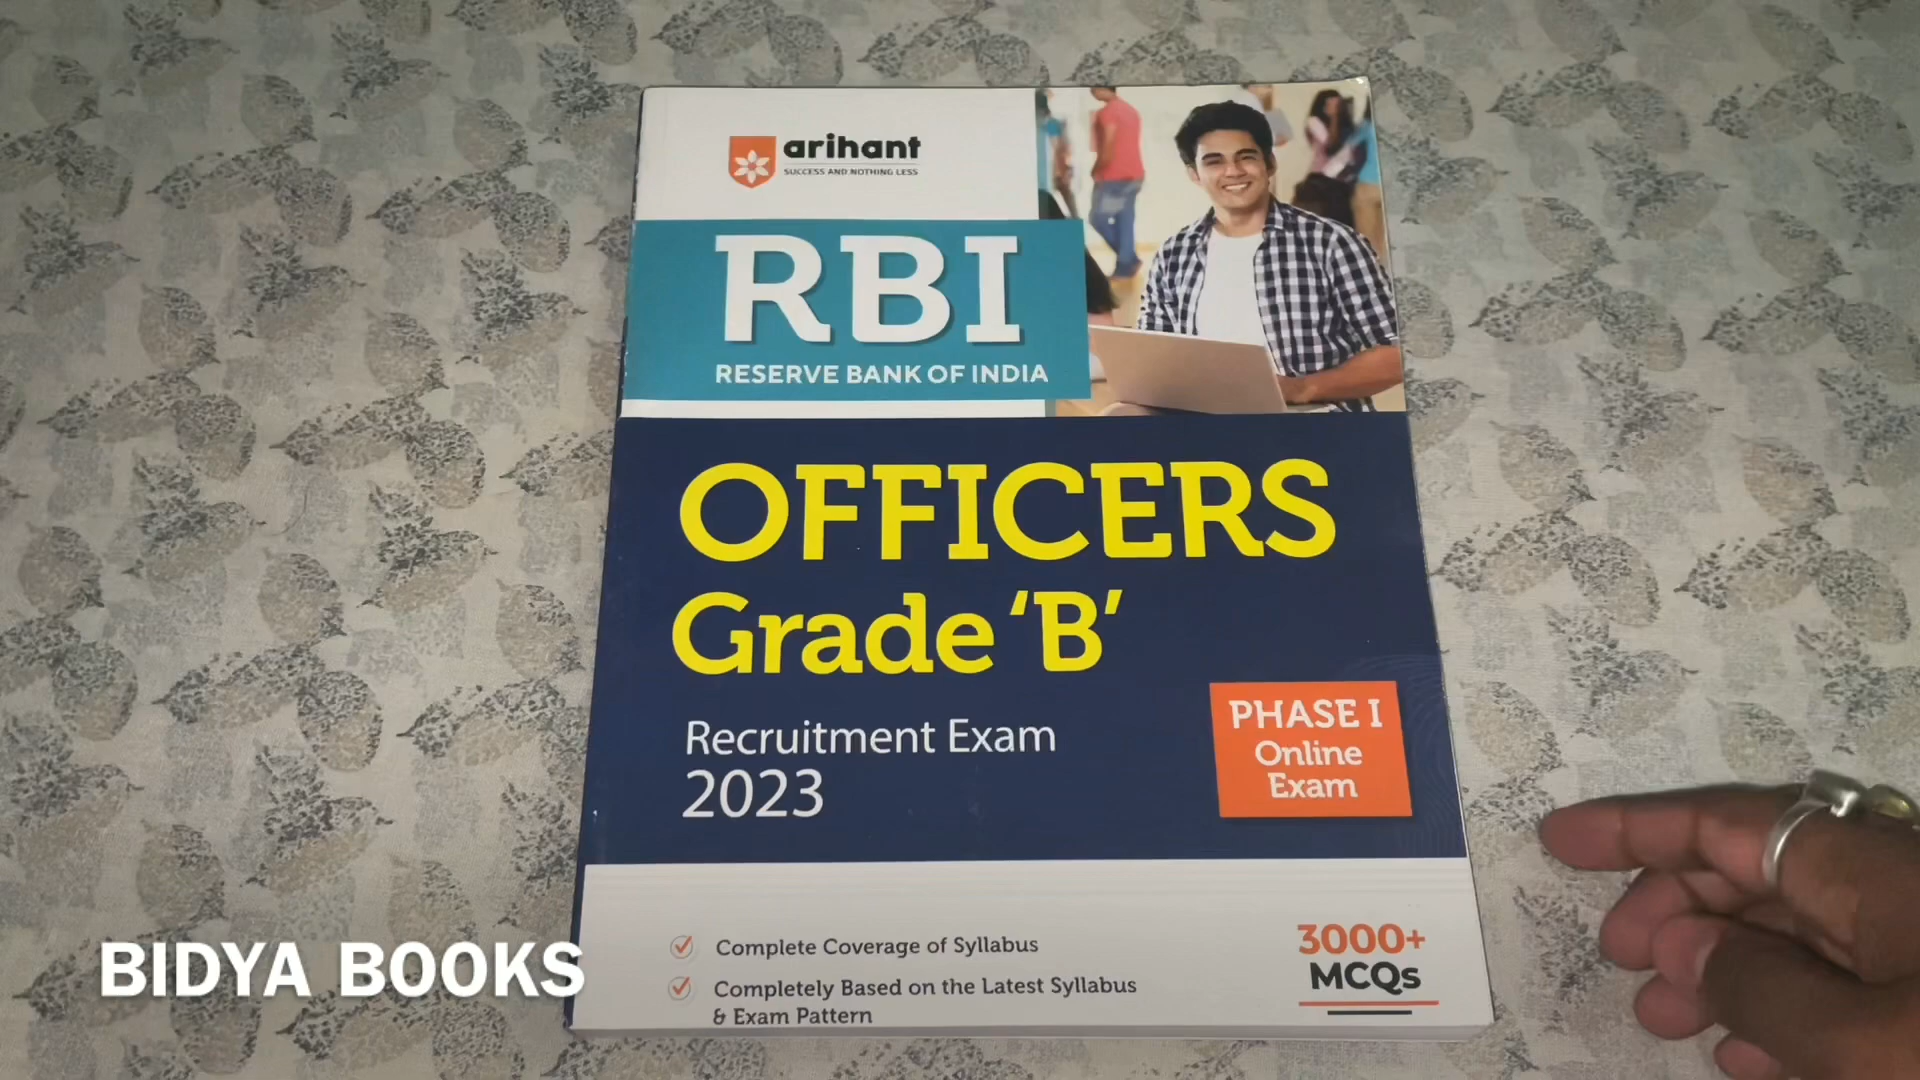 arihant
SUCCESS AND NOTHING LESS
RBI
RESERVE BANK OF INDIA
OFFICERS
Grade ‘B’
Recruitment Exam
2023
PHASE I
Online
Exam
Complete Coverage of Syllabus
Completely Based on the Latest Syllabus
& Exam Pattern
3000+
MCQs
BIDYA BOOKS